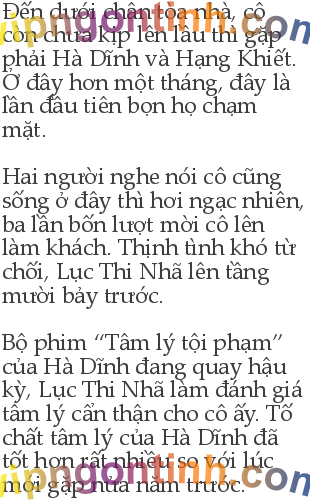 Đến dưới chân tòa nhà, cô
còn chưa kịp lên lầu thì gặp
phải Hà Dĩnh và Hạng Khiết.
Ở đây hơn một tháng, đây là
lần đầu tiên bọn họ chạm
mặt.
Hai người nghe nói cô cũng
sống ở đây thì hơi ngạc nhiên,
ba lần bốn lượt mời cô lên
làm khách. Thịnh tình khó từ
chối, Lục Thi Nhã lên tầng
mười bảy trước.
Bộ phim “Tâm lý tội phạm”
của Hà Dĩnh đang quay hậu
kỳ, Lục Thi Nhã làm đánh giá
tâm lý cẩn thận cho cô ấy. Tố
chất tâm lý của Hà Dĩnh đã
tốt hơn rất nhiều so với lúc
mới gặp nửa năm trước.
vipngontinh.com
vipngontinh.com